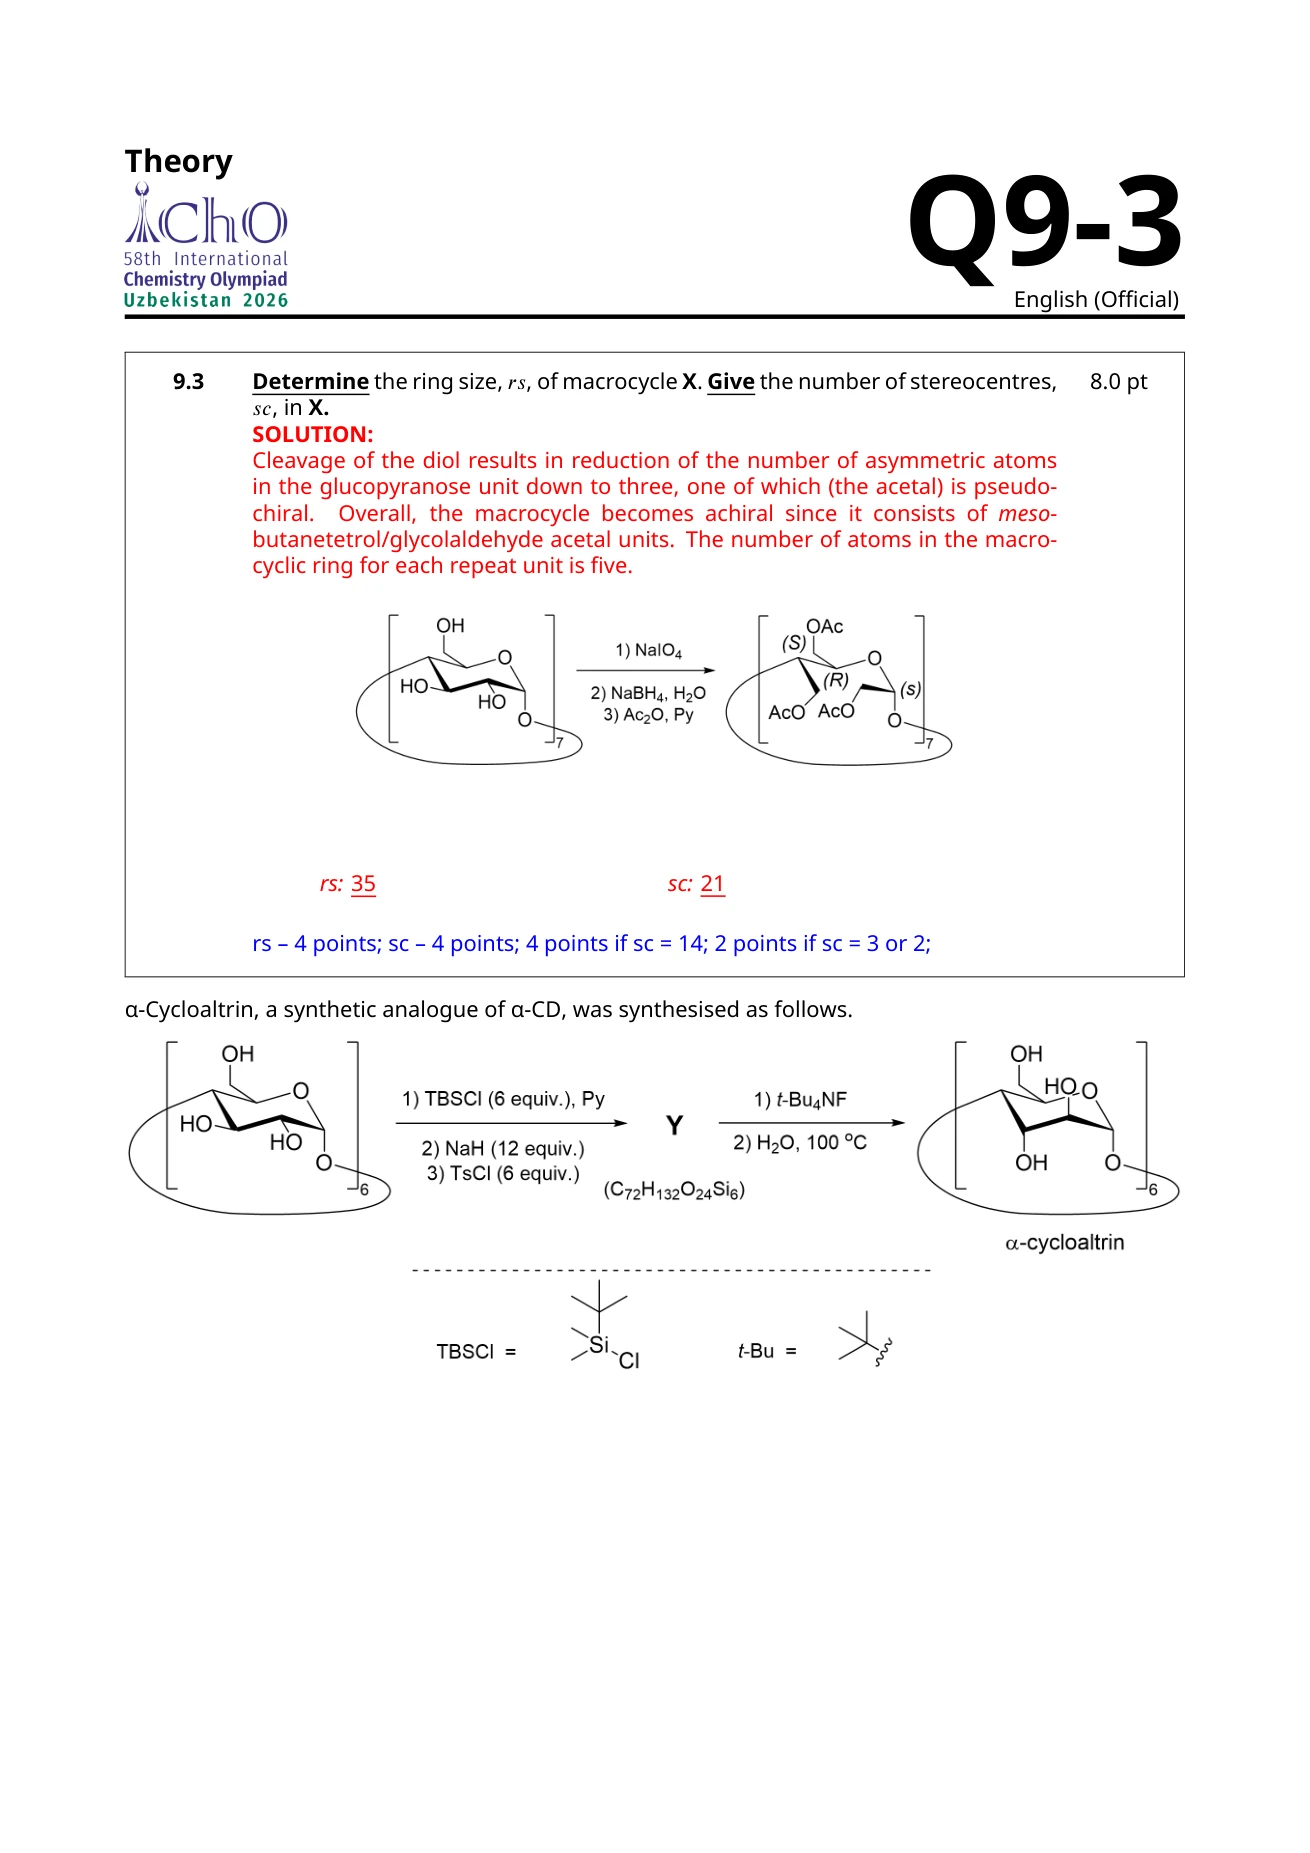 Theory
ichO
58th International
Chemistry Olympiad
Uzbekistan 2026
Q9-3
English (Official)
9.3 Determine the ring size, rs, of macrocycle X. Give the number of stereocentres, 8.0 pt
sc, in X.
SOLUTION:
Cleavage of the diol results in reduction of the number of asymmetric atoms
in the glucopyranose unit down to three, one of which (the acetal) is pseudo-
chiral. Overall, the macrocycle becomes achiral since it consists of meso-
butanetetrol/glycolaldehyde acetal units. The number of atoms in the macro-
cyclic ring for each repeat unit is five.
OH
O
HO
HO
O
7
1) NaIO4
2) NaBH4, H2O
3) Ac2O, Py
OAc
(S)
O
(R)
(s)
AcO AcO
O
7
rs: 35 sc: 21
rs – 4 points; sc – 4 points; 4 points if sc = 14; 2 points if sc = 3 or 2;
α-Cycloaltrin, a synthetic analogue of α-CD, was synthesised as follows.
OH
O
HO
HO
O
6
1) TBSCl (6 equiv.), Py
2) NaH (12 equiv.)
3) TsCl (6 equiv.)
Y
(C72H132O24Si6)
1) t-Bu4NF
2) H2O, 100 °C
OH
HO O
OH
O
6
α-cycloaltrin
TBSCl =
Si
Cl
t-Bu =